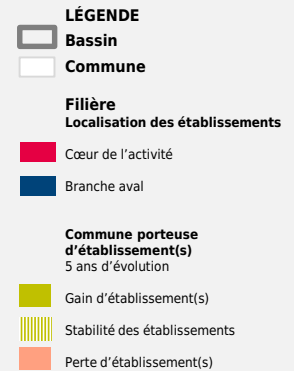 LÉGENDE
Bassin
Commune
Filière
Localisation des établissements
Cœur de l'activité
Branche aval
Commune porteuse
d'établissement(s)
5 ans d'évolution
Gain d'établissement(s)
Stabilité des établissements
Perte d'établissement(s)